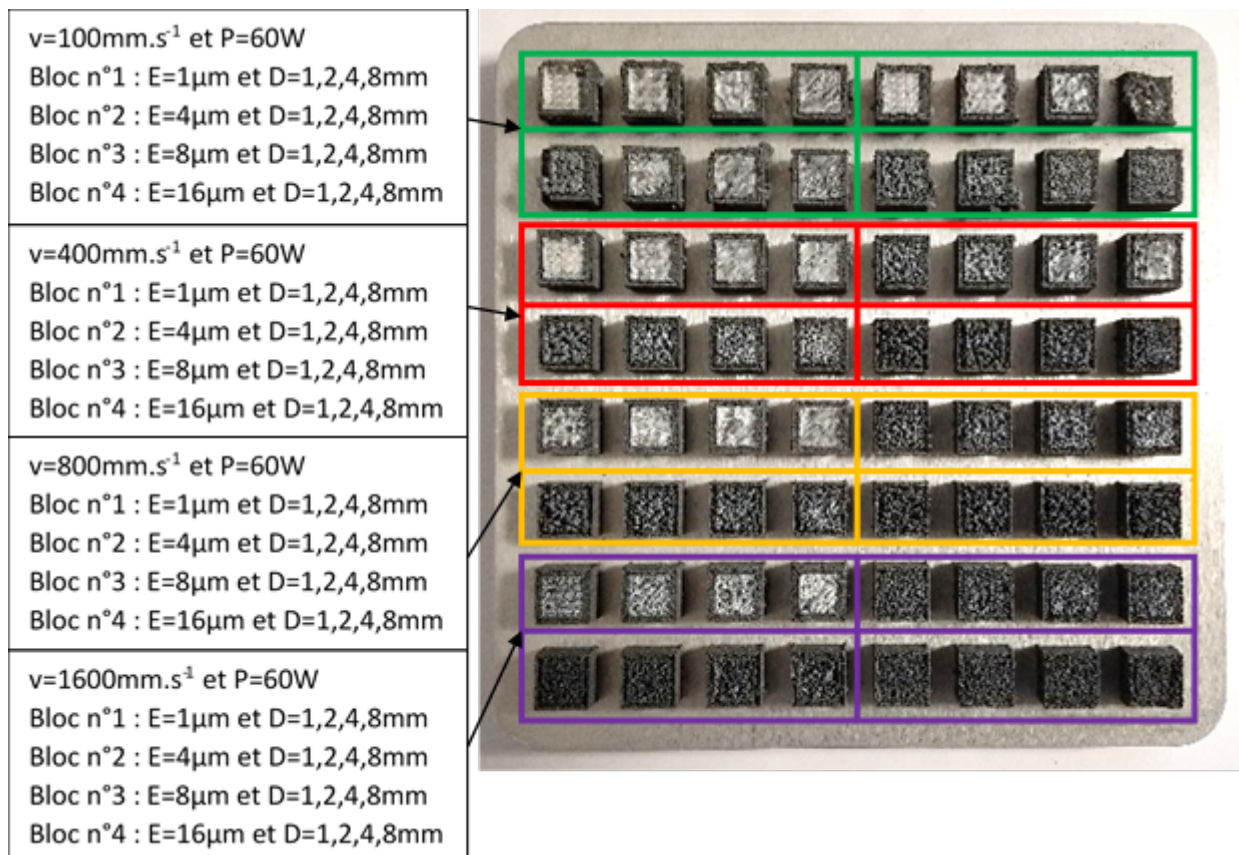 v=100mm.s⁻¹ et P=60W
Bloc n°1 : E=1µm et D=1,2,4,8mm
Bloc n°2 : E=4µm et D=1,2,4,8mm
Bloc n°3 : E=8µm et D=1,2,4,8mm
Bloc n°4 : E=16µm et D=1,2,4,8mm
v=400mm.s⁻¹ et P=60W
Bloc n°1 : E=1µm et D=1,2,4,8mm
Bloc n°2 : E=4µm et D=1,2,4,8mm
Bloc n°3 : E=8µm et D=1,2,4,8mm
Bloc n°4 : E=16µm et D=1,2,4,8mm
v=800mm.s⁻¹ et P=60W
Bloc n°1 : E=1µm et D=1,2,4,8mm
Bloc n°2 : E=4µm et D=1,2,4,8mm
Bloc n°3 : E=8µm et D=1,2,4,8mm
Bloc n°4 : E=16µm et D=1,2,4,8mm
v=1600mm.s⁻¹ et P=60W
Bloc n°1 : E=1µm et D=1,2,4,8mm
Bloc n°2 : E=4µm et D=1,2,4,8mm
Bloc n°3 : E=8µm et D=1,2,4,8mm
Bloc n°4 : E=16µm et D=1,2,4,8mm